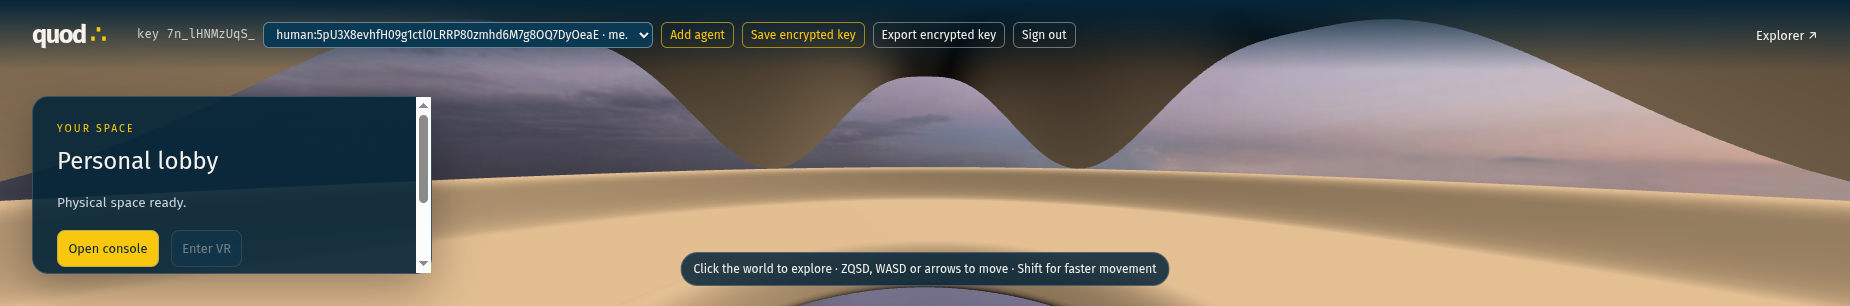 quod
key 7n_lHNMzUqS_
human:5pU3X8evhfH09g1ctl0LRRP80zmhd6M7g8OQ7DyOeaE · me.
Add agent
Save encrypted key
Export encrypted key
Sign out
Explorer ↗
YOUR SPACE
Personal lobby
Physical space ready.
Open console
Enter VR
Click the world to explore · ZQSD, WASD or arrows to move · Shift for faster movement